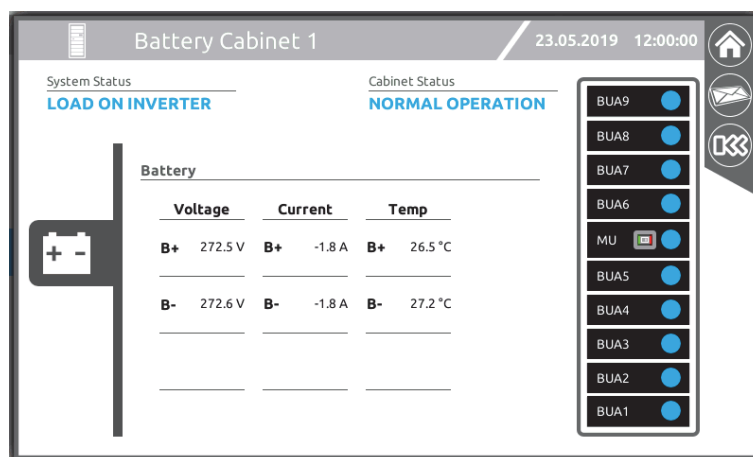 Battery Cabinet 1
23.05.2019 12:00:00
System Status
LOAD ON INVERTER
Cabinet Status
NORMAL OPERATION
Battery
Voltage Current Temp
B+ 272.5 V B+ -1.8 A B+ 26.5 °C
B- 272.6 V B- -1.8 A B- 27.2 °C
+ -
BUA9
BUA8
BUA7
BUA6
MU
BUA5
BUA4
BUA3
BUA2
BUA1